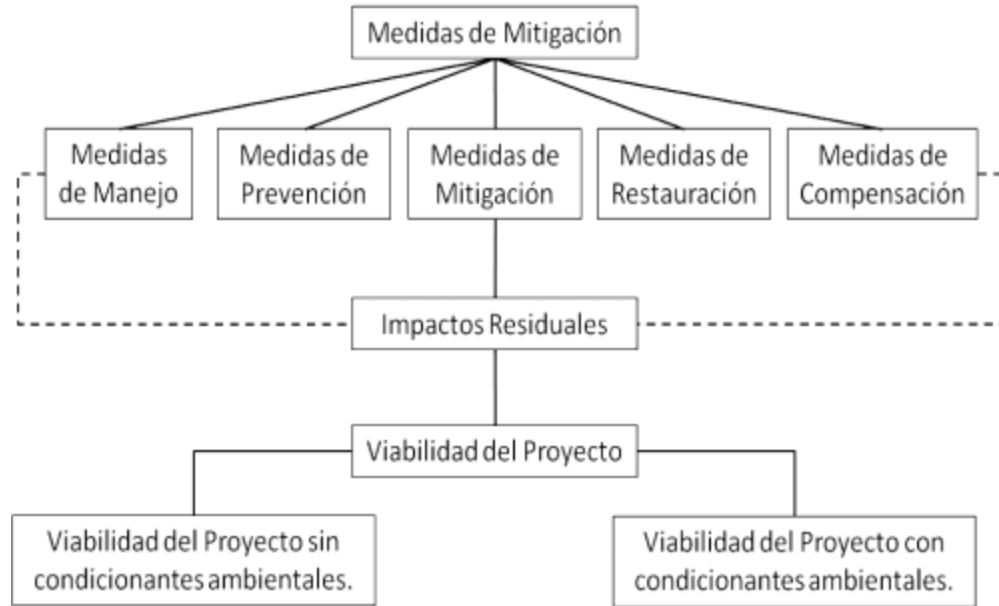 Medidas de Mitigación
Medidas
de Manejo
Medidas de
Prevención
Medidas de
Mitigación
Medidas de
Restauración
Medidas de
Compensación
Impactos Residuales
Viabilidad del Proyecto
Viabilidad del Proyecto sin
condicionantes ambientales.
Viabilidad del Proyecto con
condicionantes ambientales.